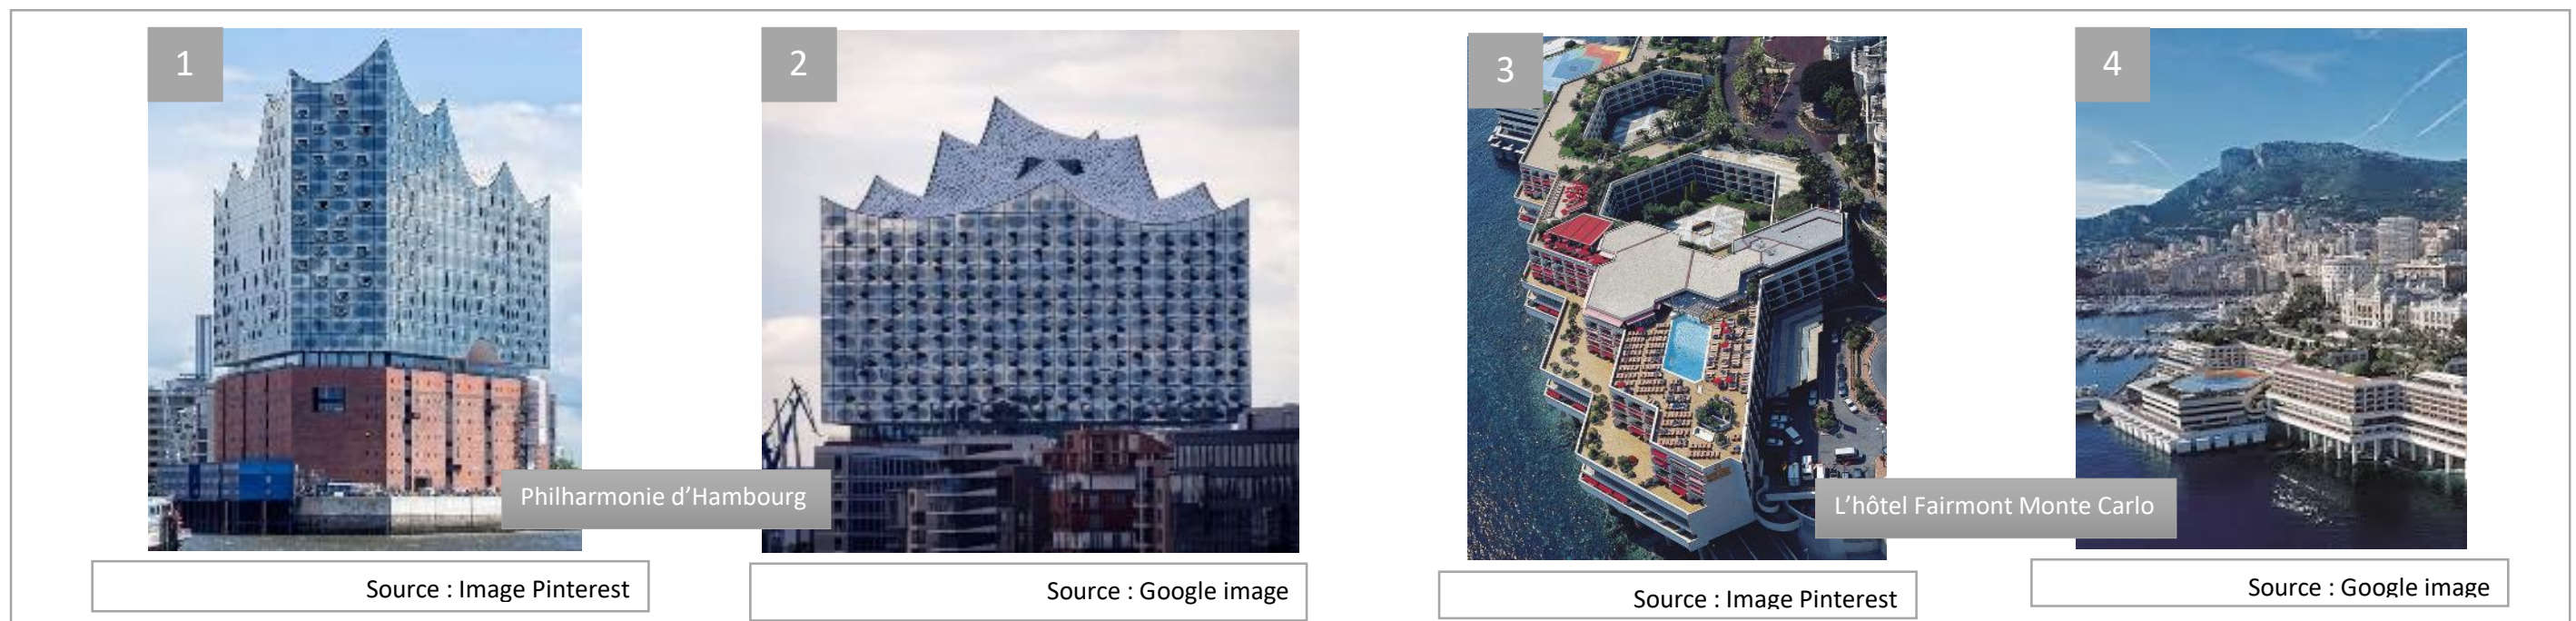 1
2
3
4
Philharmonie d'Hambourg
L'hôtel Fairmont Monte Carlo
Source : Image Pinterest
Source : Google image
Source : Image Pinterest
Source : Google image